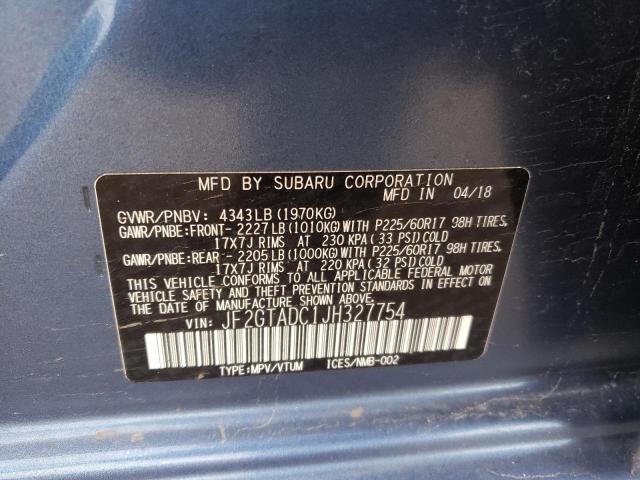 MFD BY SUBARU CORPORATION
MFD IN 04/18
GVWR/PNBV: 4343LB (1970KG)
GAWR/PNBE:FRONT- 2227LB (1010KG)WITH P225/60R17 98H TIRES,
17X7J RIMS AT 230 KPA (33 PSI)COLD
GAWR/PNBE:REAR - 2205LB (1000KG)WITH P225/60R17 98H TIRES,
17X7J RIMS AT 220 KPA (32 PSI)COLD
THIS VEHICLE CONFORMS TO ALL APPLICABLE FEDERAL MOTOR
VEHICLE SAFETY AND BUMPER STANDARDS IN EFFECT ON
THE DATE OF MANUFACTURE SHOWN ABOVE
VIN: JF2GTADC1JH327754
TYPE:MPV/VTUM ICES/NMB-002